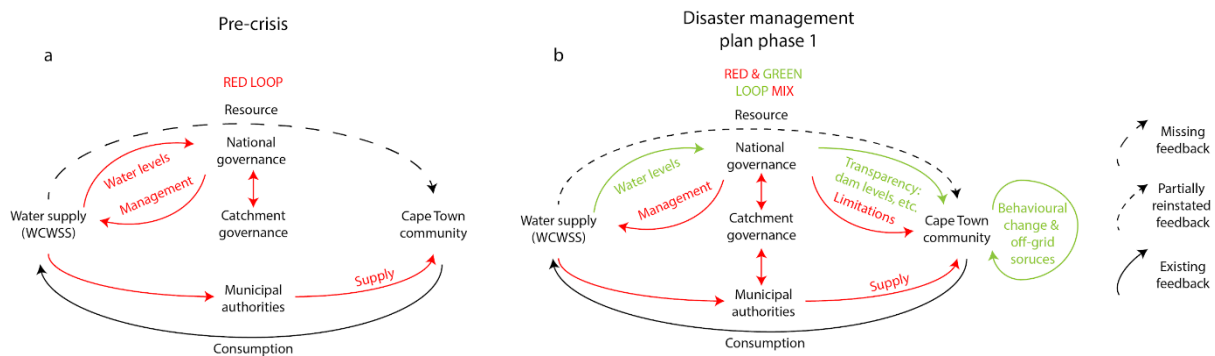 Pre-crisis
a
RED LOOP
Resource
National
governance
Water levels
Management
Water supply
(WCWSS)
Catchment
governance
Cape Town
community
Supply
Municipal
authorities
Consumption
Disaster management
plan phase 1
b
RED & GREEN
LOOP MIX
Resource
National
governance
Water levels
Management
Transparency:
dam levels, etc.
Limitations
Water supply
(WCWSS)
Catchment
governance
Cape Town
community
Behavioural
change &
off-grid
soruces
Supply
Municipal
authorities
Consumption
Missing
feedback
Partially
reinstated
feedback
Existing
feedback